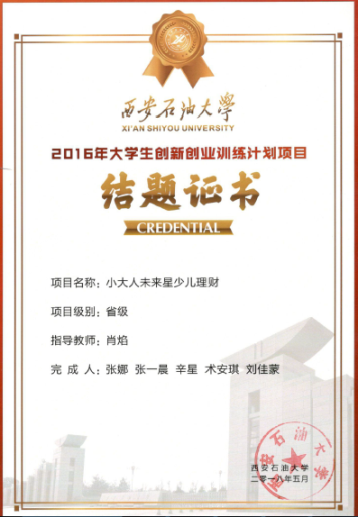 西安石油大学
XI'AN SHIYOU UNIVERSITY
2016年大学生创新创业训练计划项目
结题证书
CREDENTIAL
项目名称：小大人未来星少儿理财
项目级别：省级
指导教师：肖焰
完 成 人：张娜 张一晨 辛星 术安琪 刘佳蒙
西安石油大学
西安石油大学
二〇一八年五月